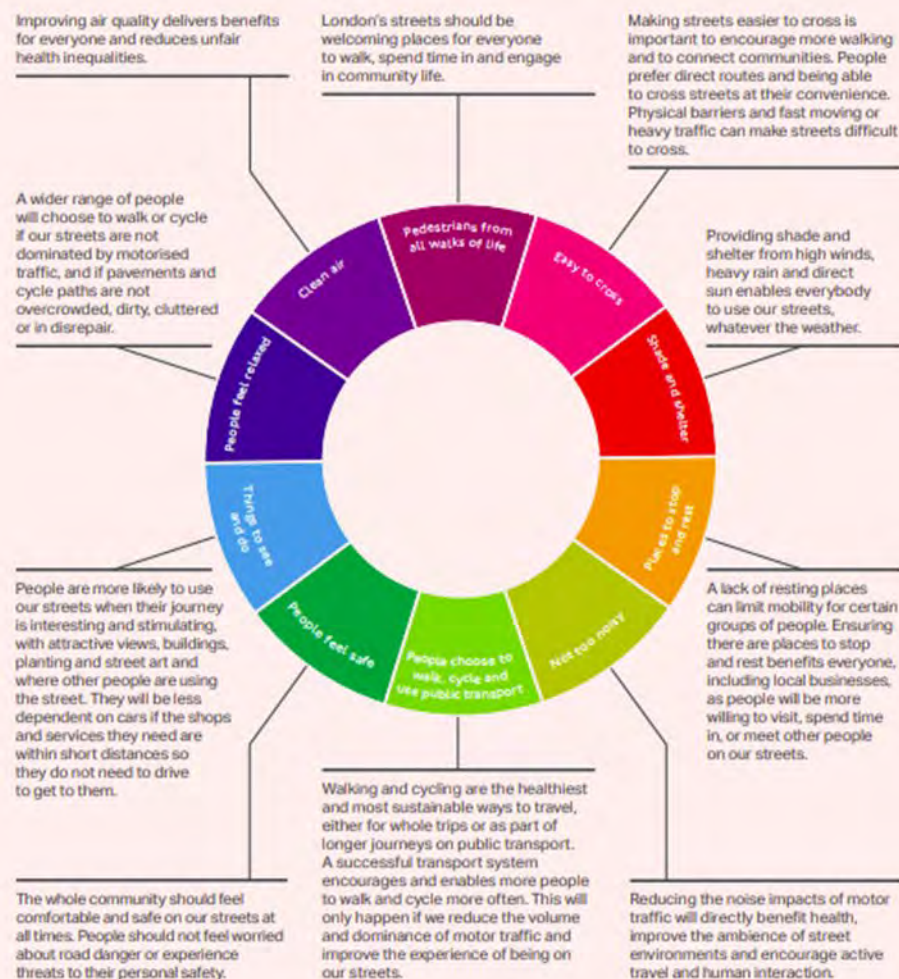 Improving air quality delivers benefits
for everyone and reduces unfair
health inequalities.
London's streets should be
welcoming places for everyone
to walk, spend time in and engage
in community life.
Making streets easier to cross is
important to encourage more walking
and to connect communities. People
prefer direct routes and being able
to cross streets at their convenience.
Physical barriers and fast moving or
heavy traffic can make streets difficult
to cross.
A wider range of people
will choose to walk or cycle
if our streets are not
dominated by motorised
traffic, and if pavements and
cycle paths are not
overcrowded, dirty, cluttered
or in disrepair.
Providing shade and
shelter from high winds,
heavy rain and direct
sun enables everybody
to use our streets,
whatever the weather.
Pedestrians from
all walks of life
Easy to cross
Shade and shelter
Places to stop
and rest
Not too noisy
People choose to
walk, cycle and
use public transport
People feel safe
Things to see
and do
People feel relaxed
Clean air
People are more likely to use
our streets when their journey
is interesting and stimulating,
with attractive views, buildings,
planting and street art and
where other people are using
the street. They will be less
dependent on cars if the shops
and services they need are
within short distances so
they do not need to drive
to get to them.
A lack of resting places
can limit mobility for certain
groups of people. Ensuring
there are places to stop
and rest benefits everyone,
including local businesses,
as people will be more
willing to visit, spend time
in, or meet other people
on our streets.
The whole community should feel
comfortable and safe on our streets at
all times. People should not feel worried
about road danger or experience
threats to their personal safety.
Walking and cycling are the healthiest
and most sustainable ways to travel,
either for whole trips or as part of
longer journeys on public transport.
A successful transport system
encourages and enables more people
to walk and cycle more often. This will
only happen if we reduce the volume
and dominance of motor traffic and
improve the experience of being on
our streets.
Reducing the noise impacts of motor
traffic will directly benefit health,
improve the ambience of street
environments and encourage active
travel and human interaction.